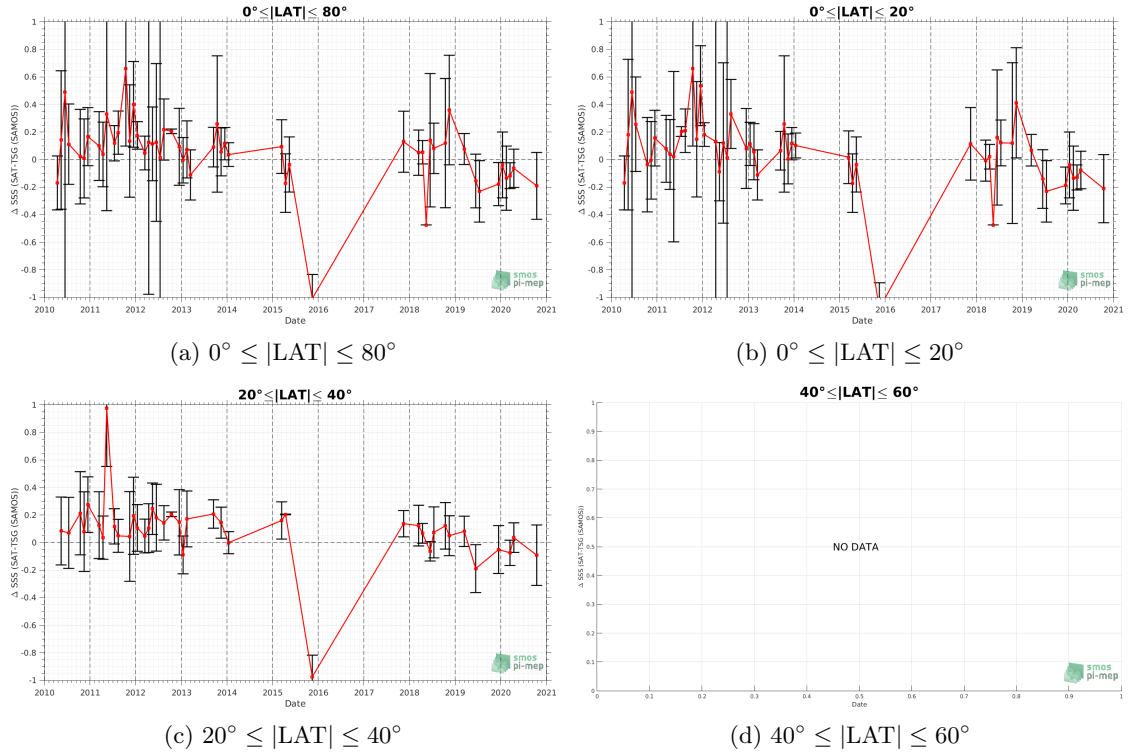 0°≤|LAT|≤ 80°
Δ SSS (SAT-TSG (SAMOS))
1
0.8
0.6
0.4
0.2
0
-0.2
-0.4
-0.6
-0.8
-1
2010 2011 2012 2013 2014 2015 2016 2017 2018 2019 2020 2021
Date
smos
pi-mep
(a) 0° ≤ |LAT| ≤ 80°
0°≤|LAT|≤ 20°
Δ SSS (SAT-TSG (SAMOS))
1
0.8
0.6
0.4
0.2
0
-0.2
-0.4
-0.6
-0.8
-1
2010 2011 2012 2013 2014 2015 2016 2017 2018 2019 2020 2021
Date
smos
pi-mep
(b) 0° ≤ |LAT| ≤ 20°
20°≤|LAT|≤ 40°
Δ SSS (SAT-TSG (SAMOS))
1
0.8
0.6
0.4
0.2
0
-0.2
-0.4
-0.6
-0.8
-1
2010 2011 2012 2013 2014 2015 2016 2017 2018 2019 2020 2021
Date
smos
pi-mep
(c) 20° ≤ |LAT| ≤ 40°
40°≤|LAT|≤ 60°
Δ SSS (SAT-TSG (SAMOS))
1
0.9
0.8
0.7
0.6
0.5
0.4
0.3
0.2
0.1
0
NO DATA
0 0.1 0.2 0.3 0.4 0.5 0.6 0.7 0.8 0.9 1
Date
smos
pi-mep
(d) 40° ≤ |LAT| ≤ 60°